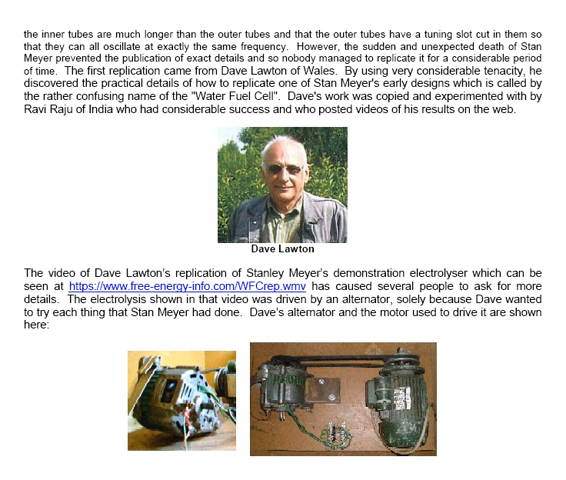 the inner tubes are much longer than the outer tubes and that the outer tubes have a tuning slot cut in them so
that they can all oscillate at exactly the same frequency.  However, the sudden and unexpected death of Stan
Meyer prevented the publication of exact details and so nobody managed to replicate it for a considerable period
of time.  The first replication came from Dave Lawton of Wales.  By using very considerable tenacity, he
discovered the practical details of how to replicate one of Stan Meyer's early designs which is called by
the rather confusing name of the "Water Fuel Cell".  Dave's work was copied and experimented with by
Ravi Raju of India who had considerable success and who posted videos of his results on the web.
Dave Lawton
The video of Dave Lawton's replication of Stanley Meyer's demonstration electrolyser which can be
seen at https://www.free-energy-info.com/WFCrep.wmv has caused several people to ask for more
details.  The electrolysis shown in that video was driven by an alternator, solely because Dave wanted
to try each thing that Stan Meyer had done.  Dave's alternator and the motor used to drive it are shown
here: